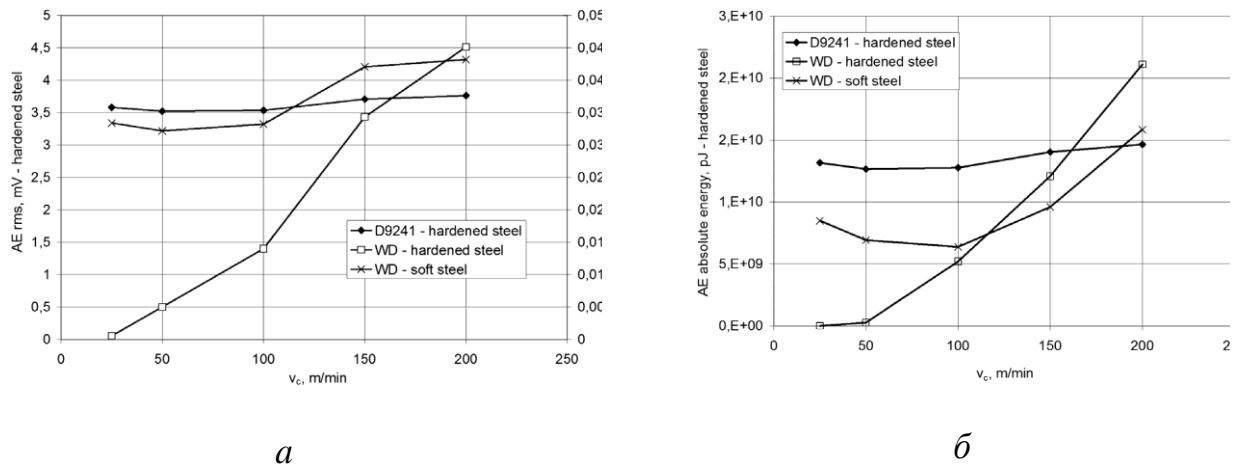 AE rms, mV - hardened steel
5
4,5
4
3,5
3
2,5
2
1,5
1
0,5
0
0,05
0,04
0,04
0,03
0,03
0,02
0,02
0,01
0,01
0,00
0
D9241 - hardened steel
WD - hardened steel
WD - soft steel
0 50 100 150 200 250
vc, m/min
а
AE absolute energy, pJ - hardened steel
3,E+10
2,E+10
2,E+10
1,E+10
5,E+09
0,E+00
D9241 - hardened steel
WD - hardened steel
WD - soft steel
0 50 100 150 200 2
vc, m/min
б